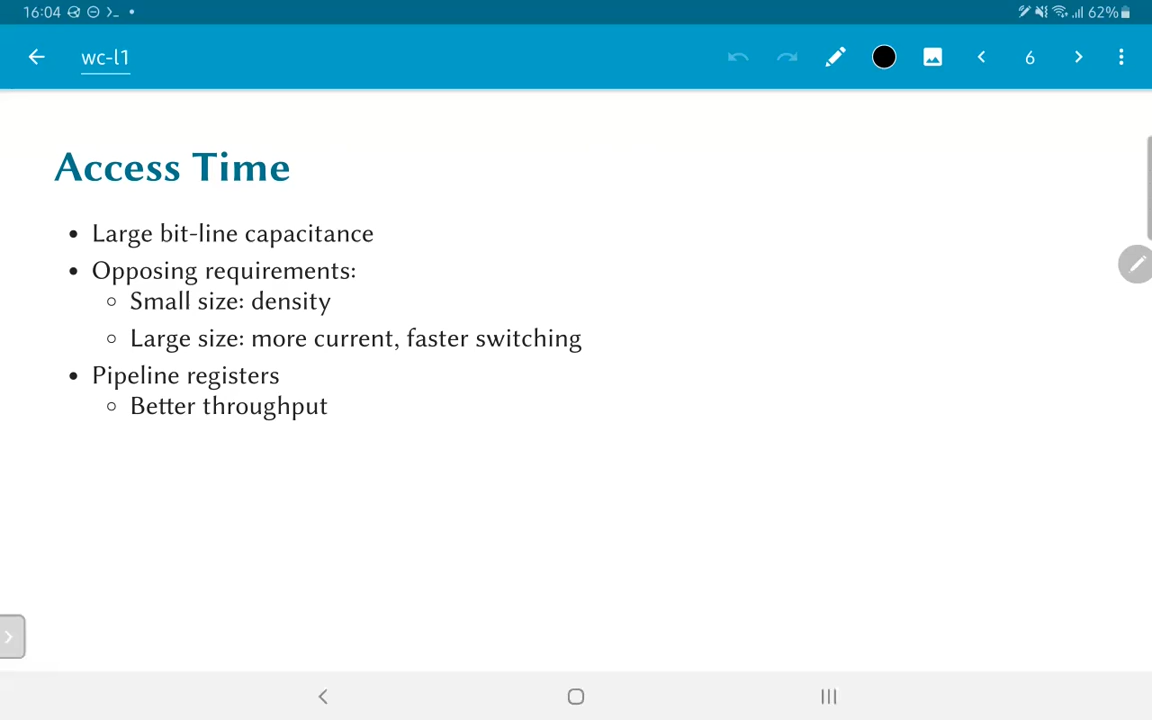 16:04
62%
wc-l1
6
Access Time
• Large bit-line capacitance
• Opposing requirements:
◦ Small size: density
◦ Large size: more current, faster switching
• Pipeline registers
◦ Better throughput